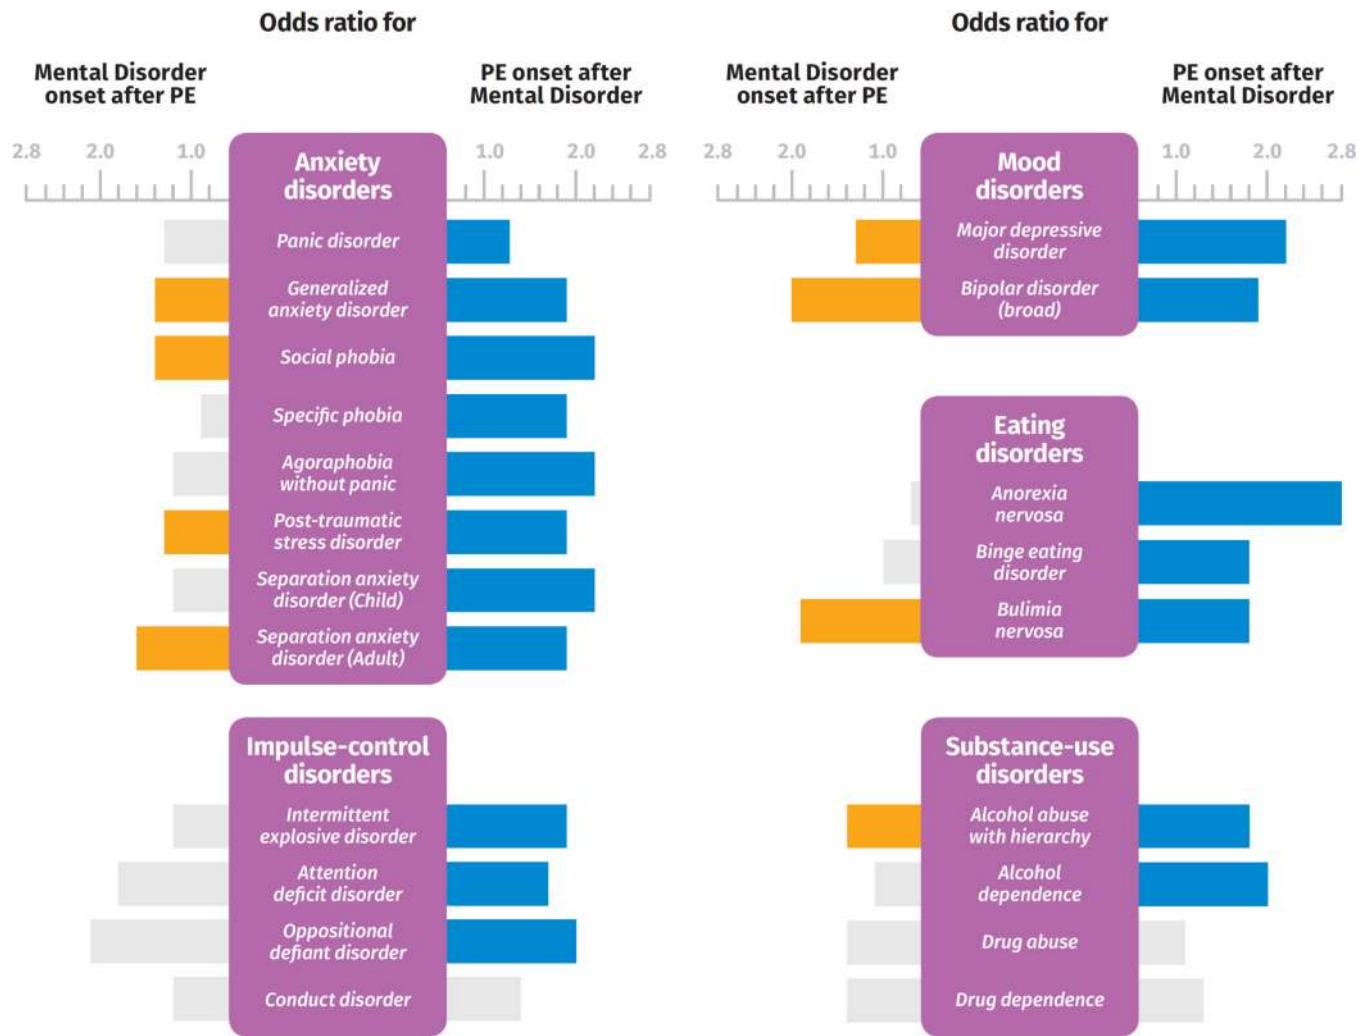 Odds ratio for
Mental Disorder
onset after PE
PE onset after
Mental Disorder
2.8 2.0 1.0
1.0 2.0 2.8
Anxiety
disorders
Panic disorder
Generalized
anxiety disorder
Social phobia
Specific phobia
Agoraphobia
without panic
Post-traumatic
stress disorder
Separation anxiety
disorder (Child)
Separation anxiety
disorder (Adult)
Impulse-control
disorders
Intermittent
explosive disorder
Attention
deficit disorder
Oppositional
defiant disorder
Conduct disorder
Odds ratio for
Mental Disorder
onset after PE
PE onset after
Mental Disorder
2.8 2.0 1.0
1.0 2.0 2.8
Mood
disorders
Major depressive
disorder
Bipolar disorder
(broad)
Eating
disorders
Anorexia
nervosa
Binge eating
disorder
Bulimia
nervosa
Substance-use
disorders
Alcohol abuse
with hierarchy
Alcohol
dependence
Drug abuse
Drug dependence